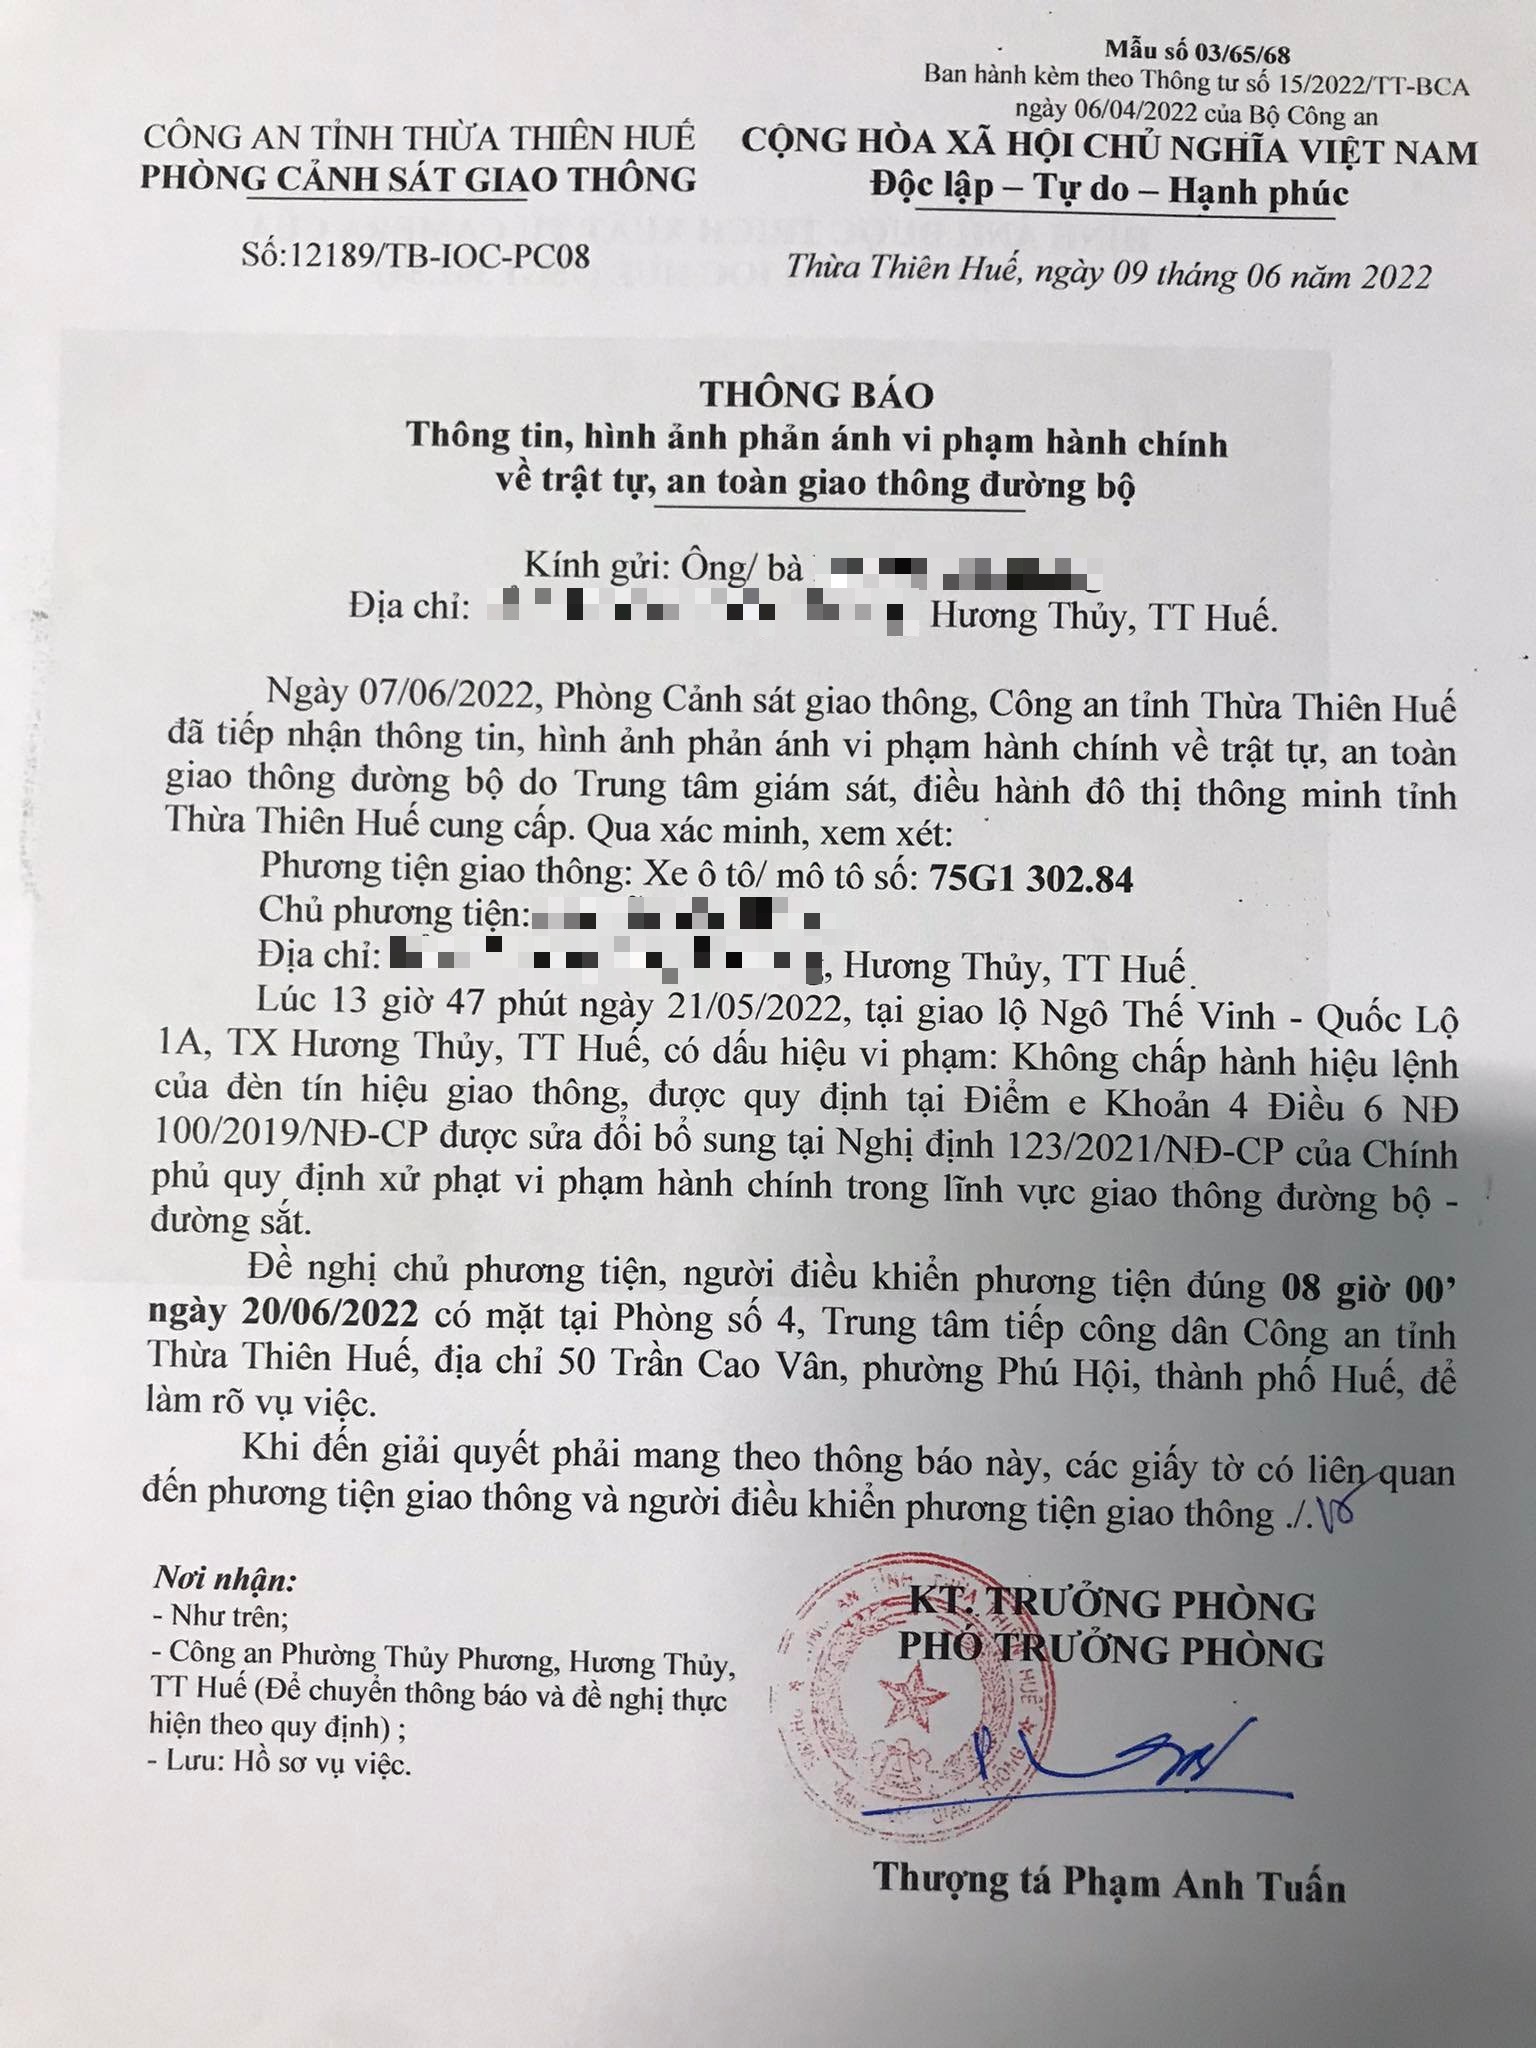 Mẫu số 03/65/68
Ban hành kèm theo Thông tư số 15/2022/TT-BCA
ngày 06/04/2022 của Bộ Công an
CÔNG AN TỈNH THỪA THIÊN HUẾ
PHÒNG CẢNH SÁT GIAO THÔNG
CỘNG HÒA XÃ HỘI CHỦ NGHĨA VIỆT NAM
Độc lập – Tự do – Hạnh phúc
Số:12189/TB-IOC-PC08
Thừa Thiên Huế, ngày 09 tháng 06 năm 2022
THÔNG BÁO
Thông tin, hình ảnh phản ánh vi phạm hành chính
về trật tự, an toàn giao thông đường bộ
Kính gửi: Ông/ bà
Địa chỉ: Hương Thủy, TT Huế.
Ngày 07/06/2022, Phòng Cảnh sát giao thông, Công an tỉnh Thừa Thiên Huế
đã tiếp nhận thông tin, hình ảnh phản ánh vi phạm hành chính về trật tự, an toàn
giao thông đường bộ do Trung tâm giám sát, điều hành đô thị thông minh tỉnh
Thừa Thiên Huế cung cấp. Qua xác minh, xem xét:
Phương tiện giao thông: Xe ô tô/ mô tô số: 75G1 302.84
Chủ phương tiện:
Địa chỉ: , Hương Thủy, TT Huế.
Lúc 13 giờ 47 phút ngày 21/05/2022, tại giao lộ Ngô Thế Vinh - Quốc Lộ
1A, TX Hương Thủy, TT Huế, có dấu hiệu vi phạm: Không chấp hành hiệu lệnh
của đèn tín hiệu giao thông, được quy định tại Điểm e Khoản 4 Điều 6 NĐ
100/2019/NĐ-CP được sửa đổi bổ sung tại Nghị định 123/2021/NĐ-CP của Chính
phủ quy định xử phạt vi phạm hành chính trong lĩnh vực giao thông đường bộ -
đường sắt.
Đề nghị chủ phương tiện, người điều khiển phương tiện đúng 08 giờ 00’
ngày 20/06/2022 có mặt tại Phòng số 4, Trung tâm tiếp công dân Công an tỉnh
Thừa Thiên Huế, địa chỉ 50 Trần Cao Vân, phường Phú Hội, thành phố Huế, để
làm rõ vụ việc.
Khi đến giải quyết phải mang theo thông báo này, các giấy tờ có liên quan
đến phương tiện giao thông và người điều khiển phương tiện giao thông ./.
Nơi nhận:
- Như trên;
- Công an Phường Thủy Phương, Hương Thủy,
TT Huế (Để chuyển thông báo và đề nghị thực
hiện theo quy định) ;
- Lưu: Hồ sơ vụ việc.
KT. TRƯỞNG PHÒNG
PHÓ TRƯỞNG PHÒNG
Thượng tá Phạm Anh Tuấn